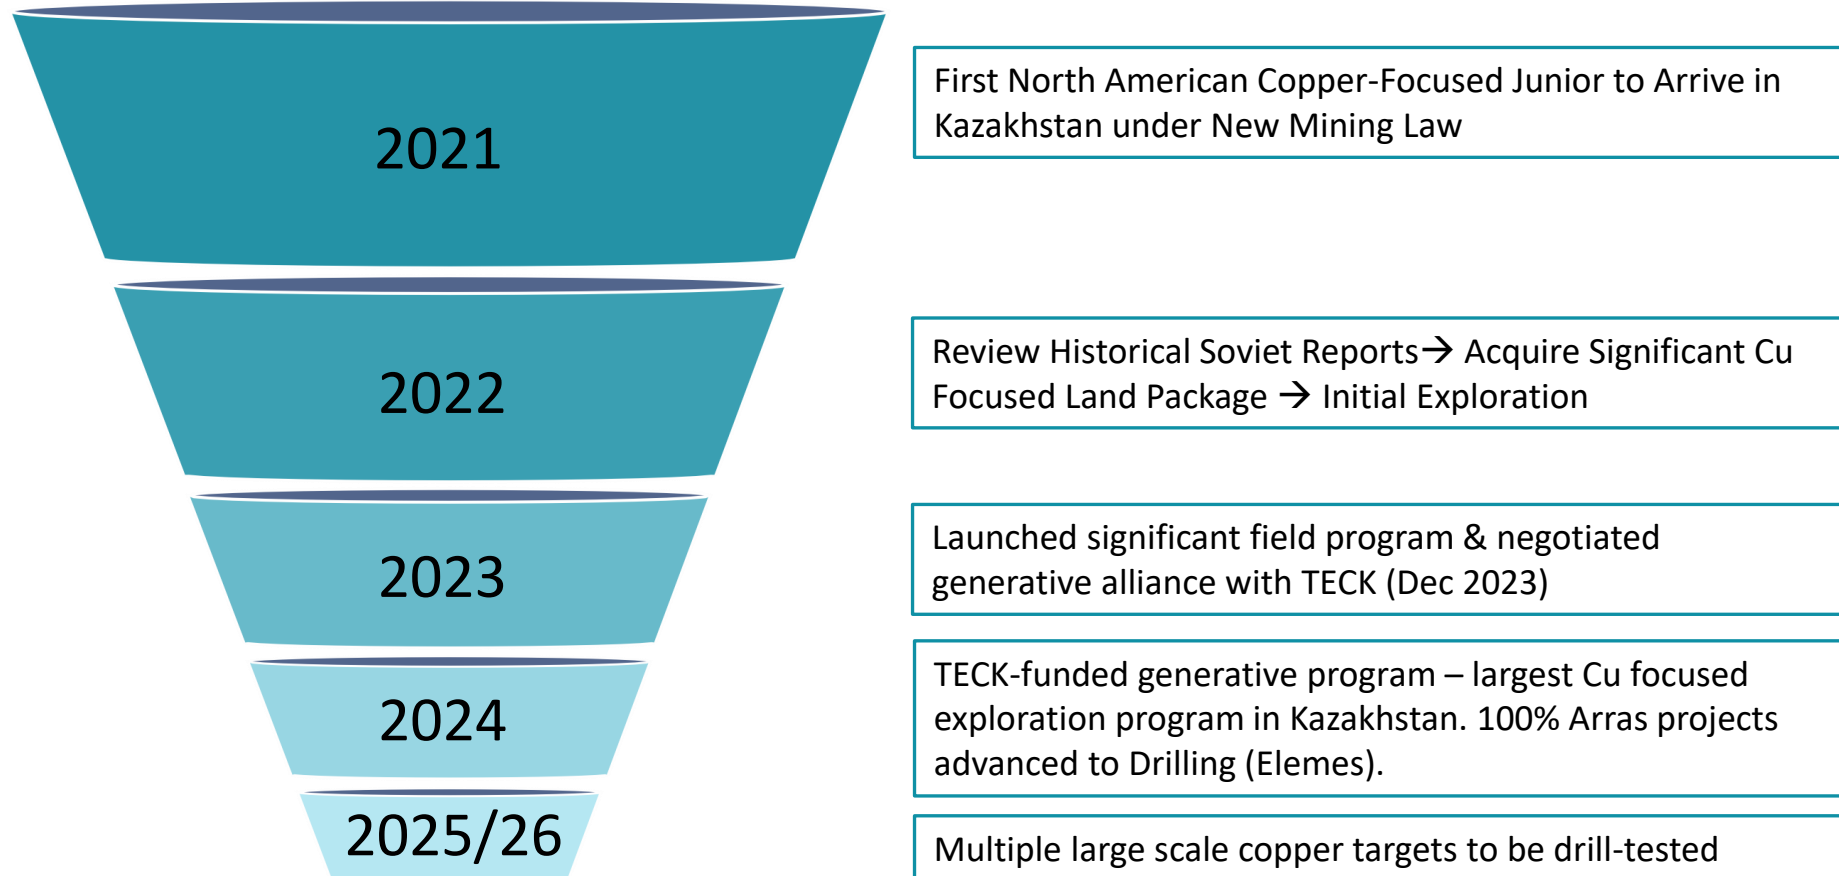 2021
First North American Copper-Focused Junior to Arrive in
Kazakhstan under New Mining Law
2022
Review Historical Soviet Reports→ Acquire Significant Cu
Focused Land Package → Initial Exploration
2023
Launched significant field program & negotiated
generative alliance with TECK (Dec 2023)
2024
TECK-funded generative program – largest Cu focused
exploration program in Kazakhstan. 100% Arras projects
advanced to Drilling (Elemes).
2025/26
Multiple large scale copper targets to be drill-tested